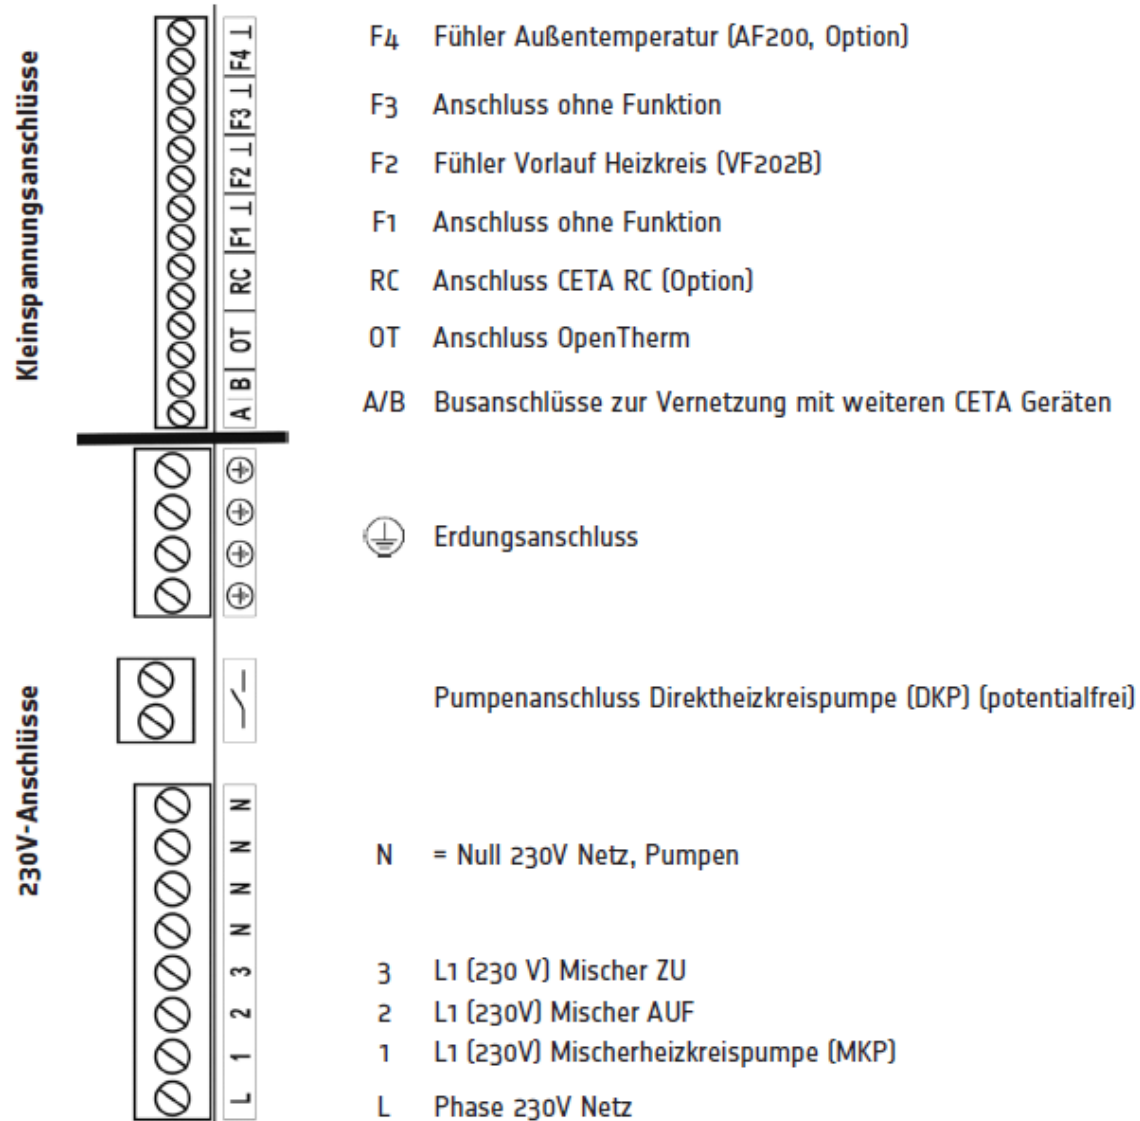 Kleinspannungsanschlüsse
F4 ⊥
F3 ⊥
F2 ⊥
F1 ⊥
RC
OT
B
A
F4 Fühler Außentemperatur (AF200, Option)
F3 Anschluss ohne Funktion
F2 Fühler Vorlauf Heizkreis (VF202B)
F1 Anschluss ohne Funktion
RC Anschluss CETA RC (Option)
OT Anschluss OpenTherm
A/B Busanschlüsse zur Vernetzung mit weiteren CETA Geräten
230V-Anschlüsse
Erdungsanschluss
Pumpenanschluss Direktheizkreispumpe (DKP) (potentialfrei)
N
N
N
N
3
2
1
L
N = Null 230V Netz, Pumpen
3 L1 (230 V) Mischer ZU
2 L1 (230V) Mischer AUF
1 L1 (230V) Mischerheizkreispumpe (MKP)
L Phase 230V Netz